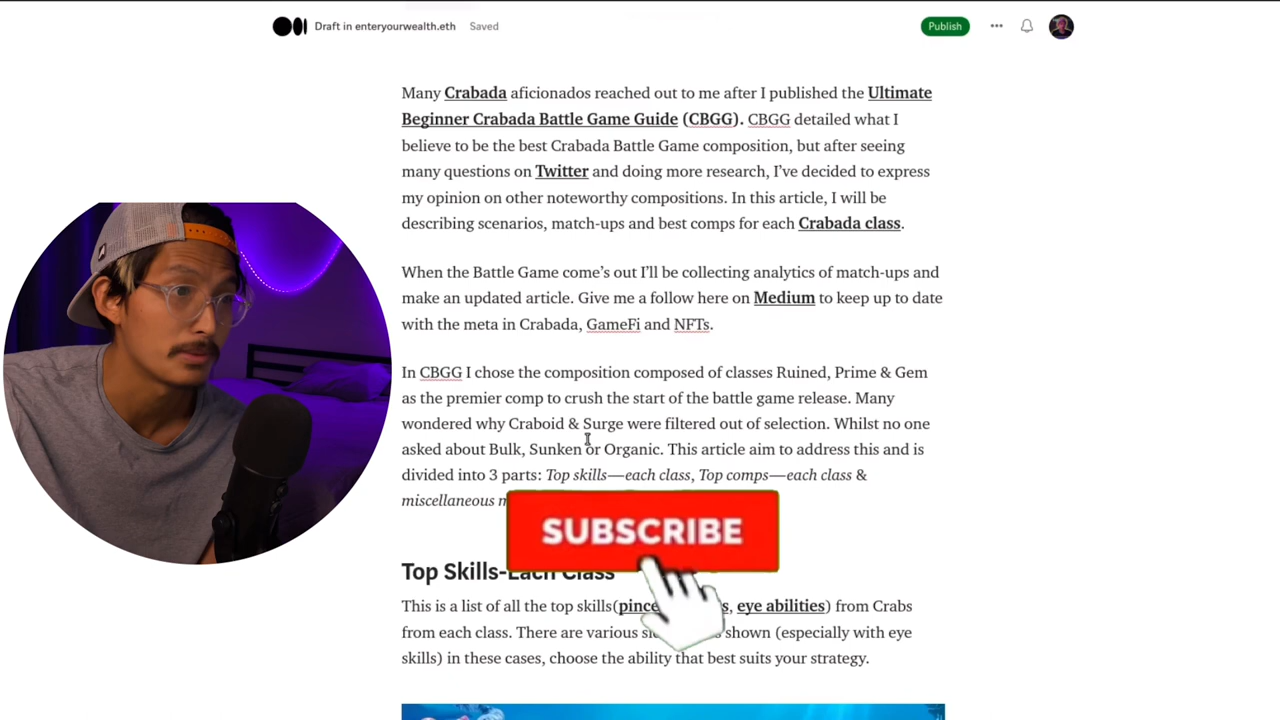 Draft in enteryourwealth.eth Saved
Publish
Many Crabada aficionados reached out to me after I published the Ultimate
Beginner Crabada Battle Game Guide (CBGG). CBGG detailed what I
believe to be the best Crabada Battle Game composition, but after seeing
many questions on Twitter and doing more research, I've decided to express
my opinion on other noteworthy compositions. In this article, I will be
describing scenarios, match-ups and best comps for each Crabada class.
When the Battle Game come's out I'll be collecting analytics of match-ups and
make an updated article. Give me a follow here on Medium to keep up to date
with the meta in Crabada, GameFi and NFTs.
In CBGG I chose the composition composed of classes Ruined, Prime & Gem
as the premier comp to crush the start of the battle game release. Many
wondered why Craboid & Surge were filtered out of selection. Whilst no one
asked about Bulk, Sunken or Organic. This article aim to address this and is
divided into 3 parts: Top skills—each class, Top comps—each class &
miscellaneous
SUBSCRIBE
Top Skills-Each Class
This is a list of all the top skills( , eye abilities) from Crabs
from each class. There are various shown (especially with eye
skills) in these cases, choose the ability that best suits your strategy.